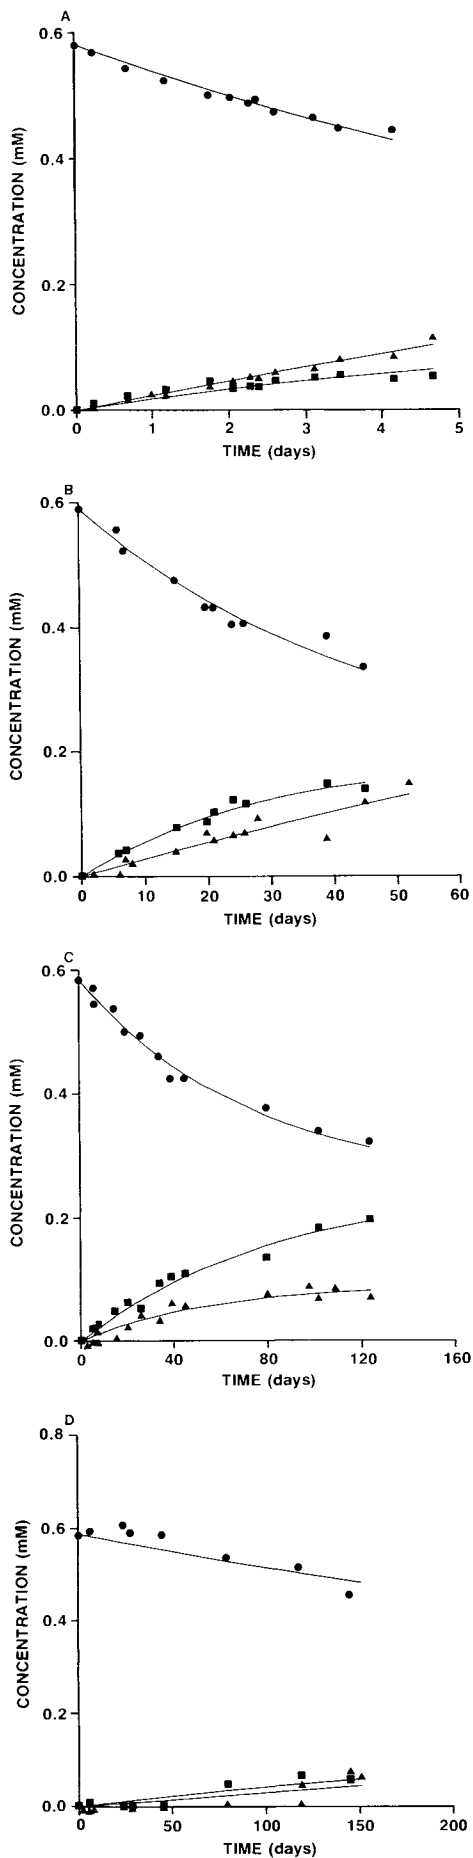 A
0.6
0.4
0.2
0.0
CONCENTRATION (mM)
0 1 2 3 4 5
TIME (days)
B
0.6
0.4
0.2
0.0
CONCENTRATION (mM)
0 10 20 30 40 50 60
TIME (days)
C
0.6
0.4
0.2
0.0
CONCENTRATION (mM)
0 40 80 120 160
TIME (days)
D
0.8
0.6
0.4
0.2
0.0
CONCENTRATION (mM)
0 50 100 150 200
TIME (days)